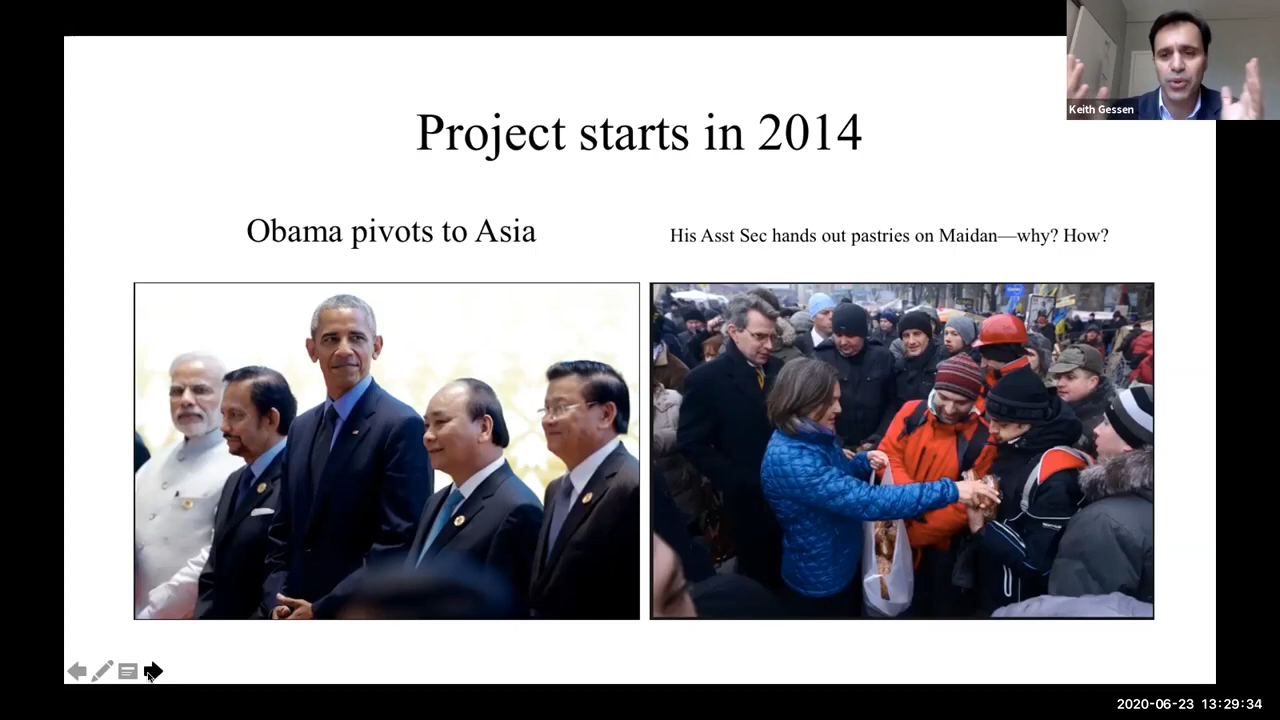 Keith Gessen
Project starts in 2014
Obama pivots to Asia
His Asst Sec hands out pastries on Maidan—why? How?
2020-06-23 13:29:34